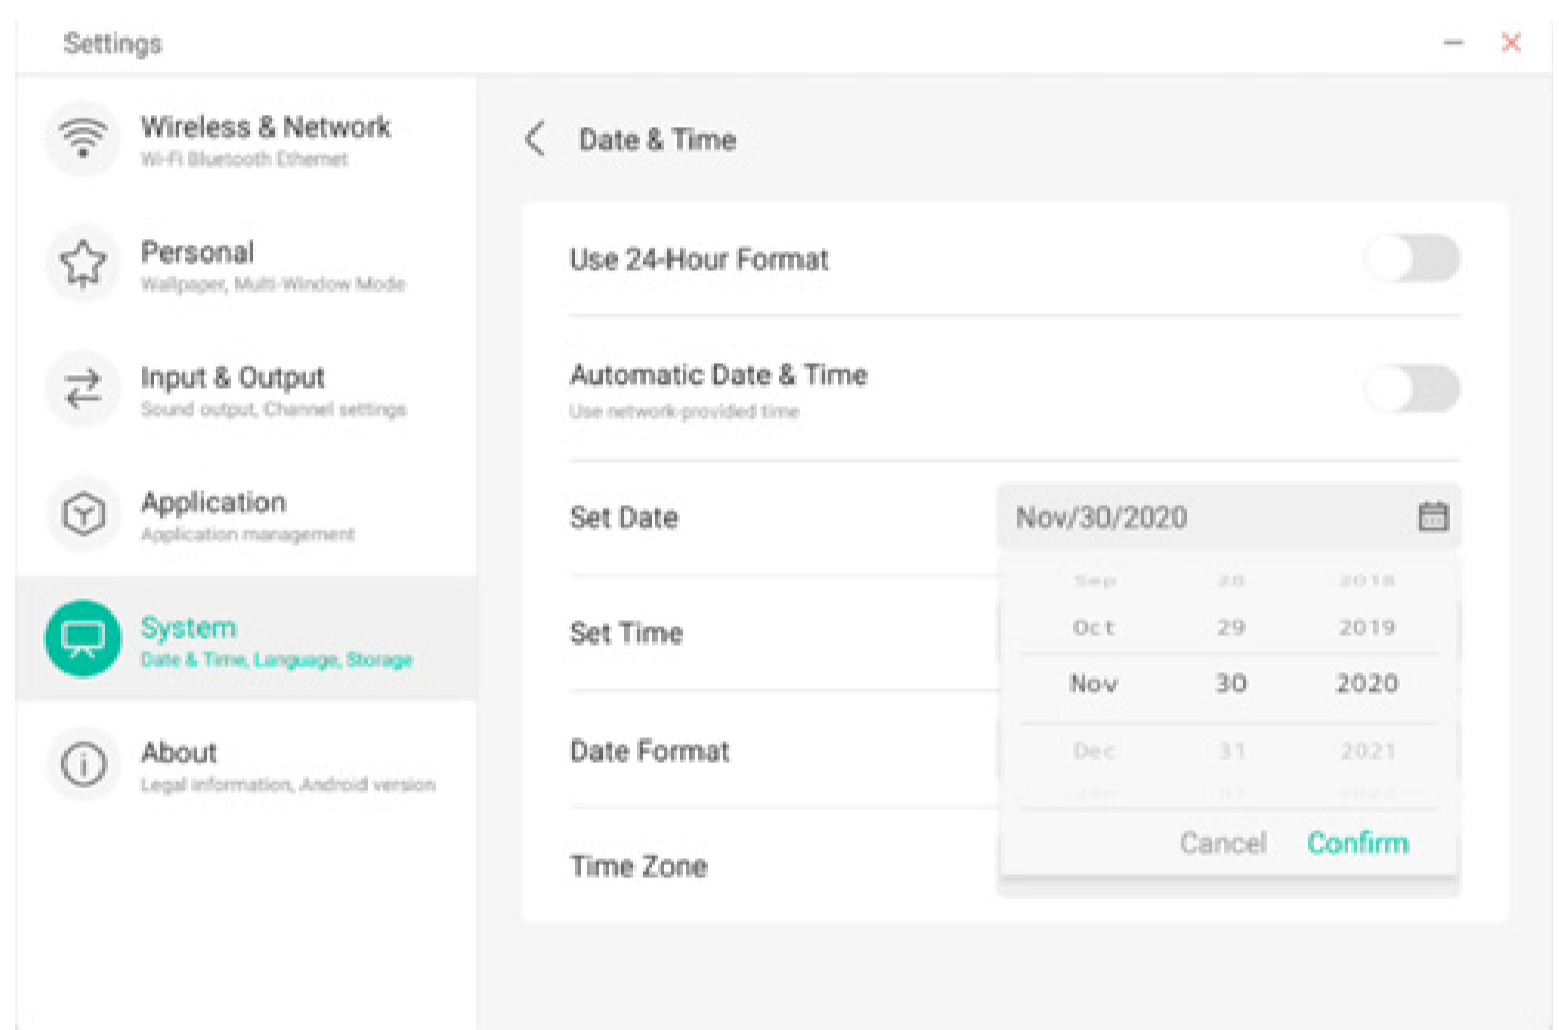 Settings
Wireless & Network
Wi-Fi Bluetooth Ethernet
Personal
Wallpaper, Multi-Window Mode
Input & Output
Sound output, Channel settings
Application
Application management
System
Date & Time, Language, Storage
About
Legal information, Android version
Date & Time
Use 24-Hour Format
Automatic Date & Time
Use network-provided time
Set Date
Nov/30/2020
Sep 28 2018
Oct 29 2019
Set Time
Nov 30 2020
Date Format
Dec 31 2021
Cancel Confirm
Time Zone